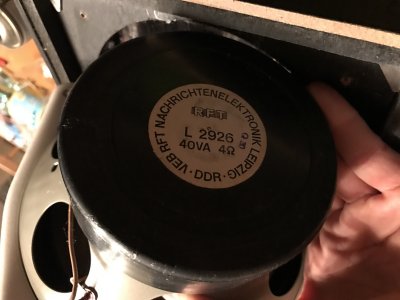 VEB RFT NACHRICHTENELEKTRONIK LEIPZIG
RFT
L 2926
40VA 4Ω
· DDR ·